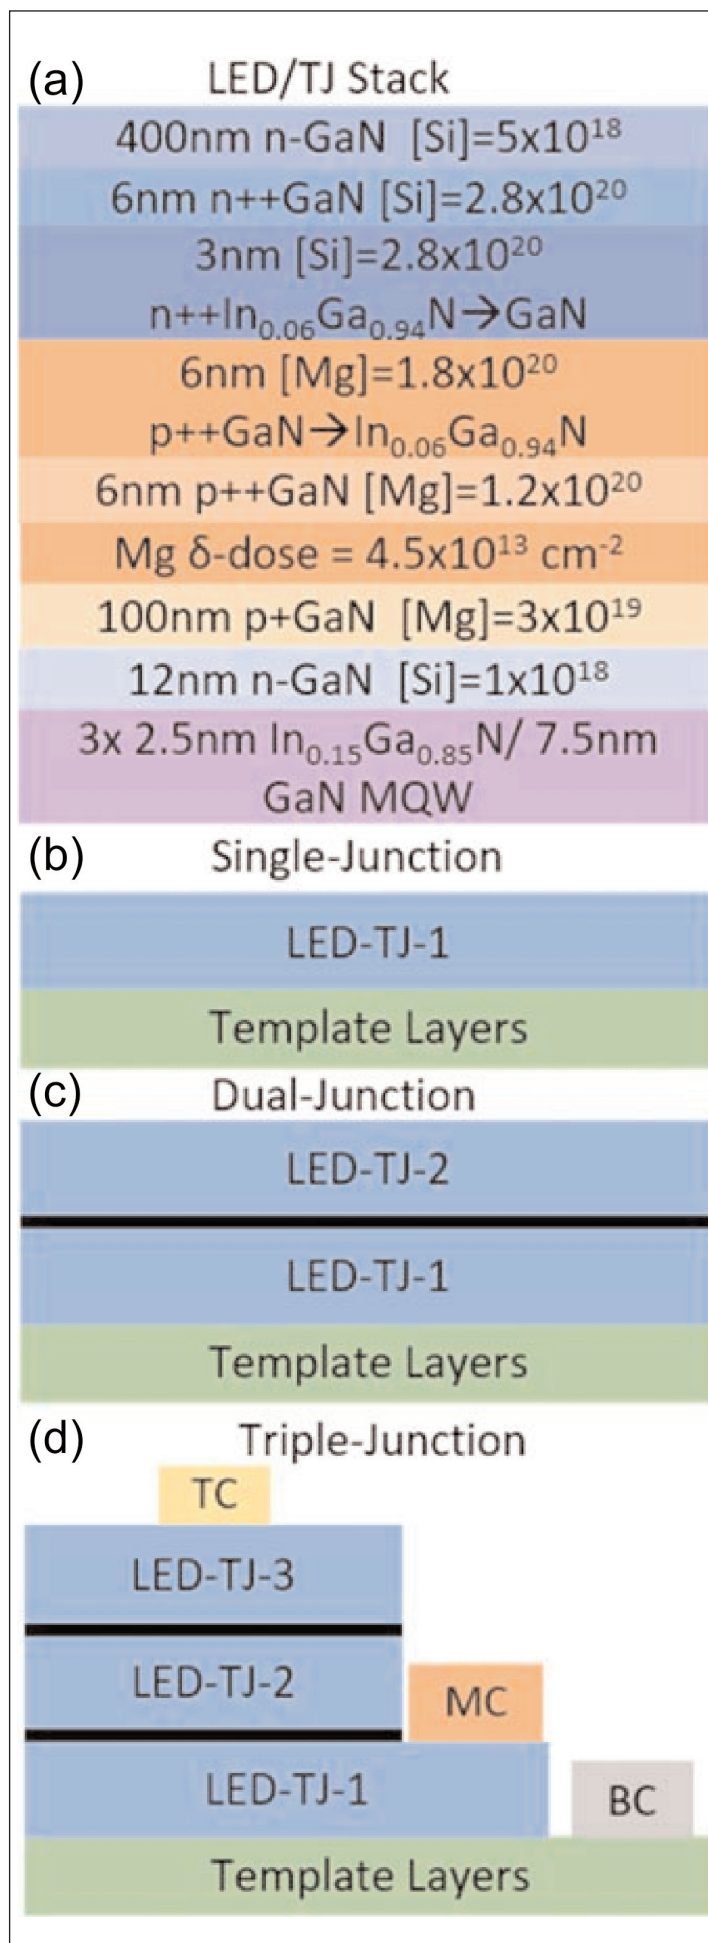 (a) LED/TJ Stack
400nm n-GaN [Si]=5x10¹⁸
6nm n++GaN [Si]=2.8x10²⁰
3nm [Si]=2.8x10²⁰
n++In₀.₀₆Ga₀.₉₄N→GaN
6nm [Mg]=1.8x10²⁰
p++GaN→In₀.₀₆Ga₀.₉₄N
6nm p++GaN [Mg]=1.2x10²⁰
Mg δ-dose = 4.5x10¹³ cm⁻²
100nm p+GaN [Mg]=3x10¹⁹
12nm n-GaN [Si]=1x10¹⁸
3x 2.5nm In₀.₁₅Ga₀.₈₅N/ 7.5nm
GaN MQW
(b) Single-Junction
LED-TJ-1
Template Layers
(c) Dual-Junction
LED-TJ-2
LED-TJ-1
Template Layers
(d) Triple-Junction
TC
LED-TJ-3
LED-TJ-2
MC
LED-TJ-1
BC
Template Layers